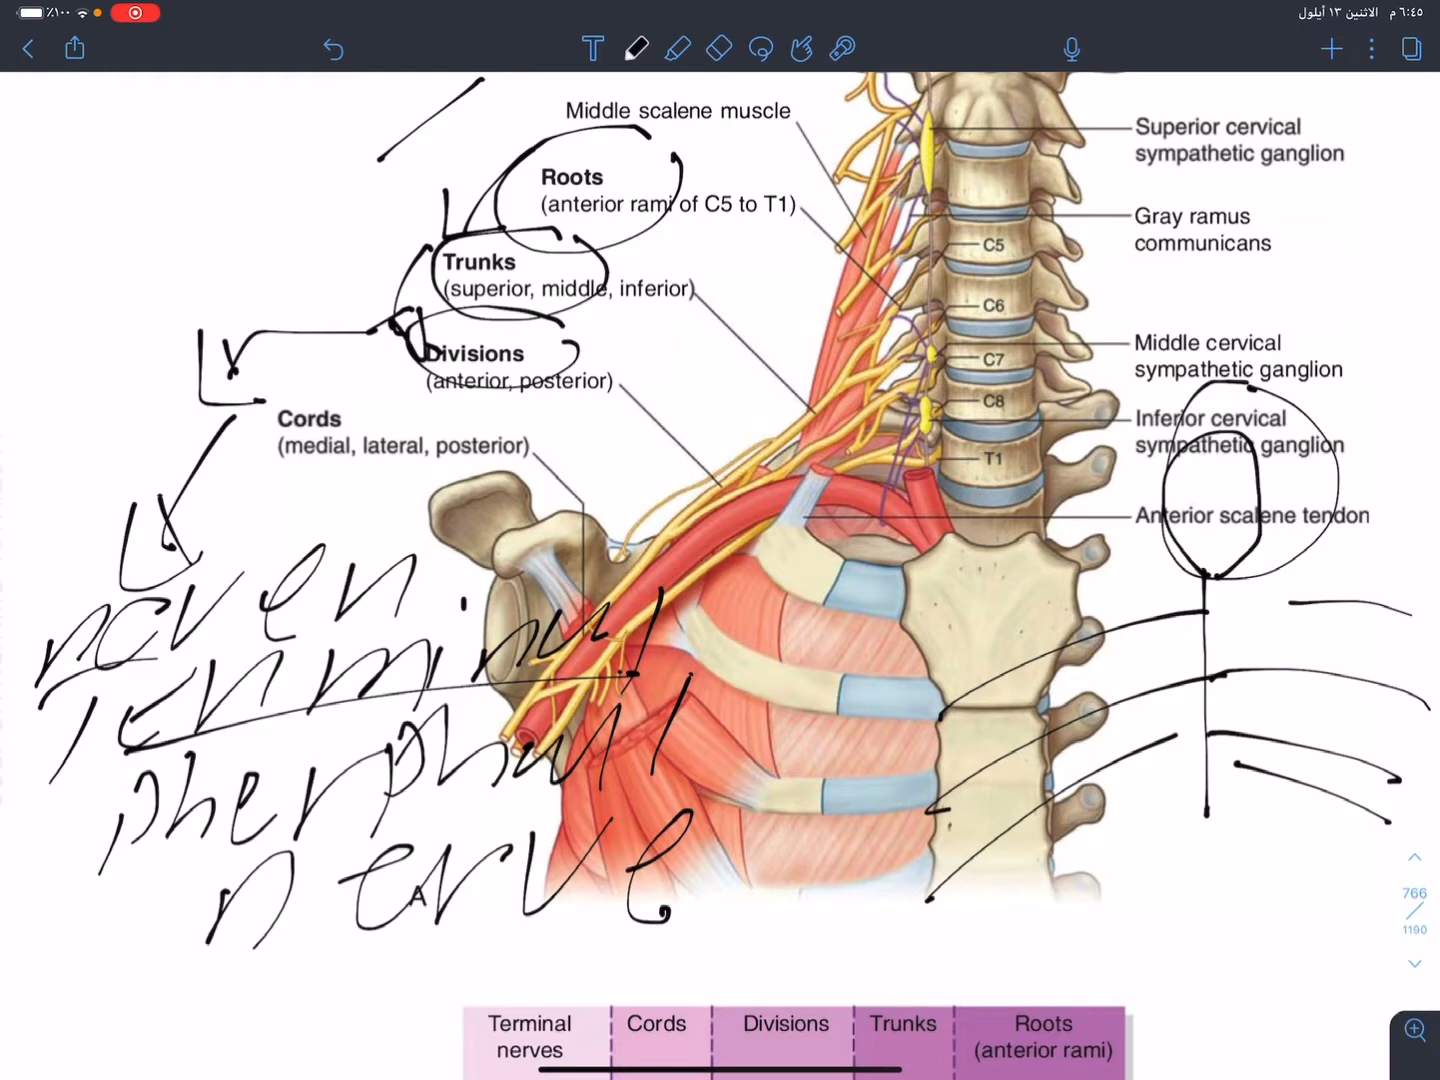 ٪١٠٠
الاثنين ١٣ أيلول ٦:٤٥ م
Middle scalene muscle
Roots
(anterior rami of C5 to T1)
Trunks
(superior, middle, inferior)
Divisions
(anterior, posterior)
Cords
(medial, lateral, posterior)
Superior cervical
sympathetic ganglion
Gray ramus
communicans
C5
C6
Middle cervical
sympathetic ganglion
C7
C8
Inferior cervical
sympathetic ganglion
T1
Anterior scalene tendon
nerve
A
766
1190
Terminal
nerves
Cords
Divisions
Trunks
Roots
(anterior rami)